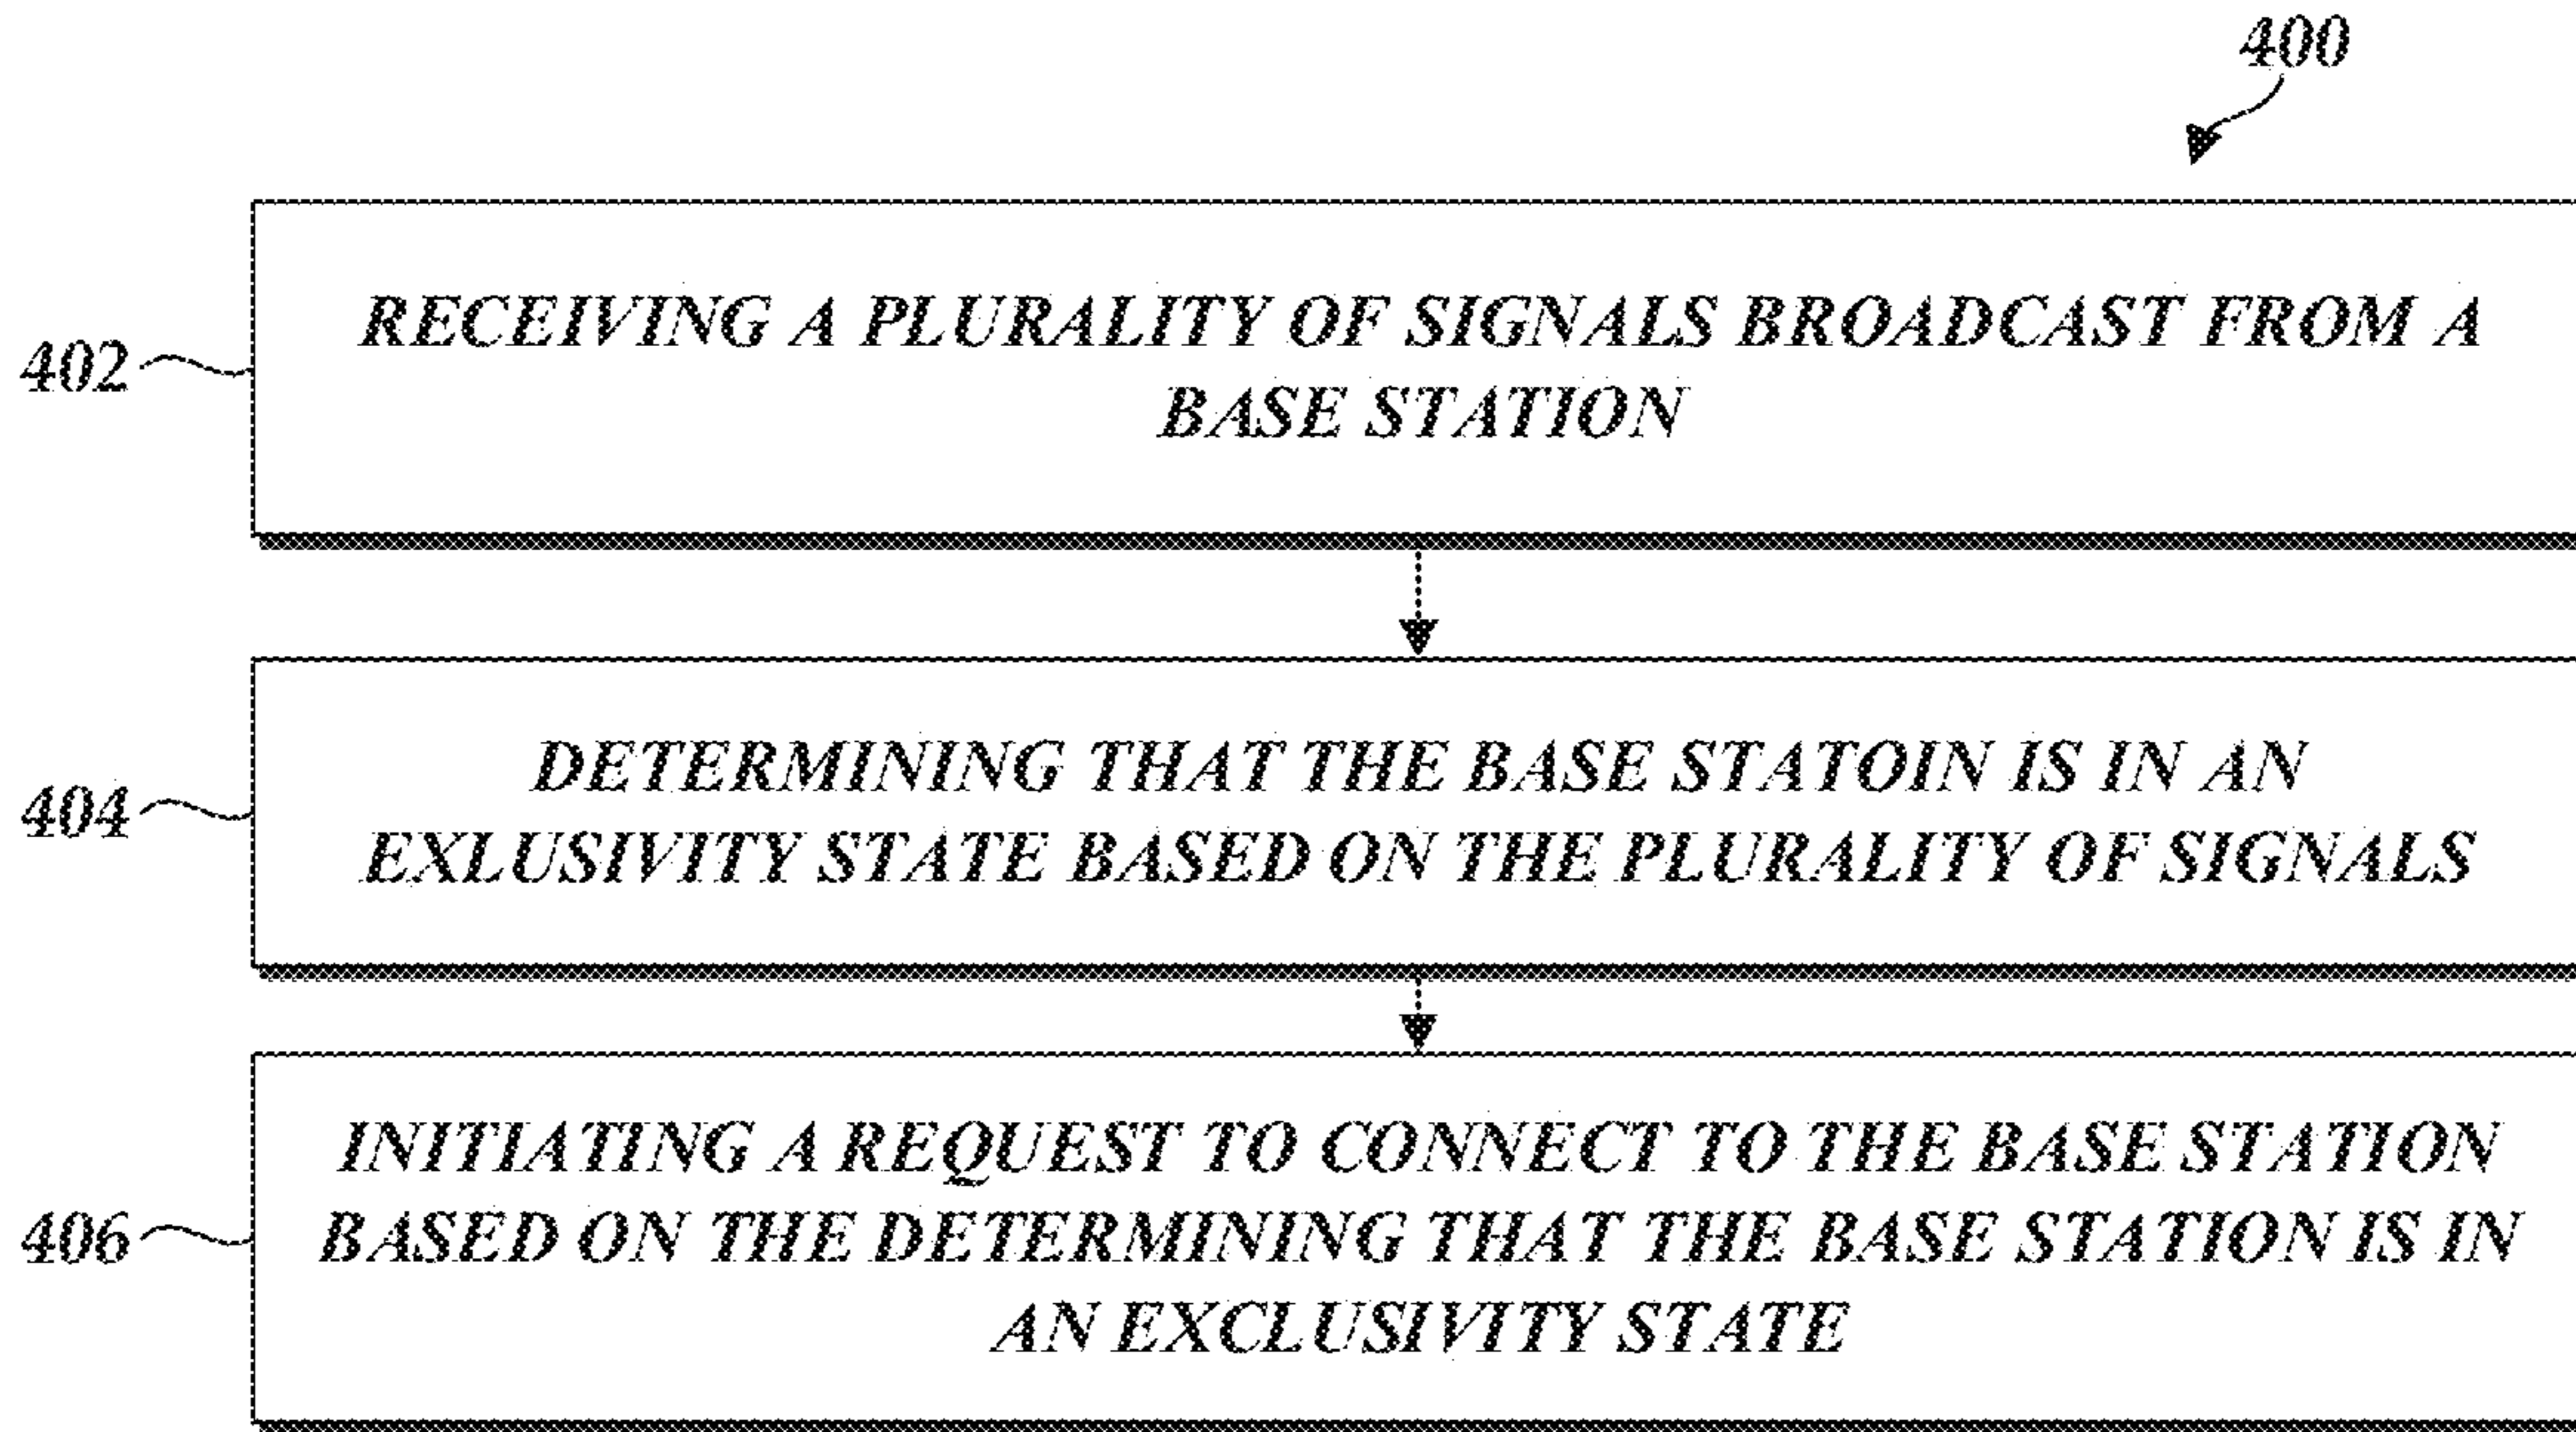 400
402
RECEIVING A PLURALITY OF SIGNALS BROADCAST FROM A
BASE STATION
404
DETERMINING THAT THE BASE STATOIN IS IN AN
EXLUSIVITY STATE BASED ON THE PLURALITY OF SIGNALS
406
INITIATING A REQUEST TO CONNECT TO THE BASE STATION
BASED ON THE DETERMINING THAT THE BASE STATION IS IN
AN EXCLUSIVITY STATE